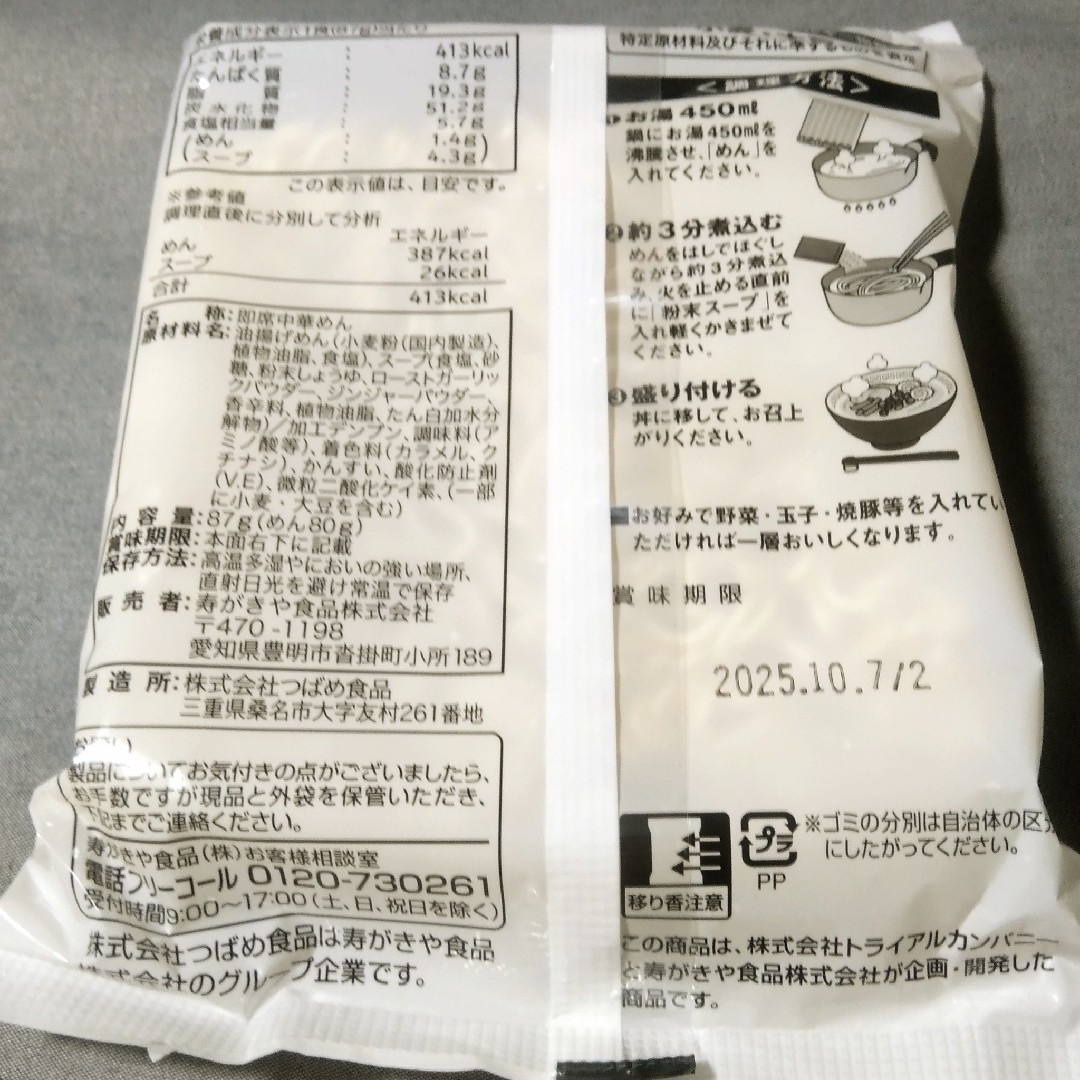 栄養成分表示1食(87g)当たり
エネルギー : 413kcal
たんぱく質 : 8.7g
脂質 : 19.3g
炭水化物 : 51.2g
食塩相当量 : 5.7g
(めん : 1.4g)
(スープ : 4.3g)
この表示値は、目安です。
※参考値
調理直後に分別して分析
エネルギー
めん 387kcal
スープ 26kcal
合計 413kcal
名称:即席中華めん
原材料名:油揚げめん(小麦粉(国内製造)、
植物油脂、食塩)、スープ(食塩、砂
糖、粉末しょうゆ、ローストガーリッ
クパウダー、ジンジャーパウダー、
香辛料、植物油脂、たん白加水分
解物)/加工デンプン、調味料(ア
ミノ酸等)、着色料(カラメル、ク
チナシ)、かんすい、酸化防止剤
(V.E)、微粒二酸化ケイ素、(一部
に小麦・大豆を含む)
内容量:87g(めん80g)
賞味期限:本面右下に記載
保存方法:高温多湿やにおいの強い場所、
直射日光を避け常温で保存
販売者:寿がきや食品株式会社
〒470-1198
愛知県豊明市沓掛町小所189
製造所:株式会社つばめ食品
三重県桑名市大字友村261番地
製品についてお気付きの点がございましたら、
お手数ですが現品と外袋を保管いただき、
下記までご連絡ください。
寿がきや食品(株)お客様相談室
電話フリーコール 0120-730261
受付時間9:00～17:00(土、日、祝日を除く)
株式会社つばめ食品は寿がきや食品
株式会社のグループ企業です。
特定原材料及びそれに準ずるものを表示
<調理方法>
❶お湯450㎖
鍋にお湯450㎖を
沸騰させ、「めん」を
入れてください。
❷約3分煮込む
めんをはしでほぐし
ながら約3分煮込
み、火を止める直前
に「粉末スープ」を
入れ軽くかきまぜて
ください。
❸盛り付ける
丼に移して、お召上
がりください。
お好みで野菜・玉子・焼豚等を入れてい
ただければ一層おいしくなります。
賞味期限
2025.10.7/2
移り香注意
プラ
PP
※ゴミの分別は自治体の区分
にしたがってください。
この商品は、株式会社トライアルカンパニー
と寿がきや食品株式会社が企画・開発した
商品です。